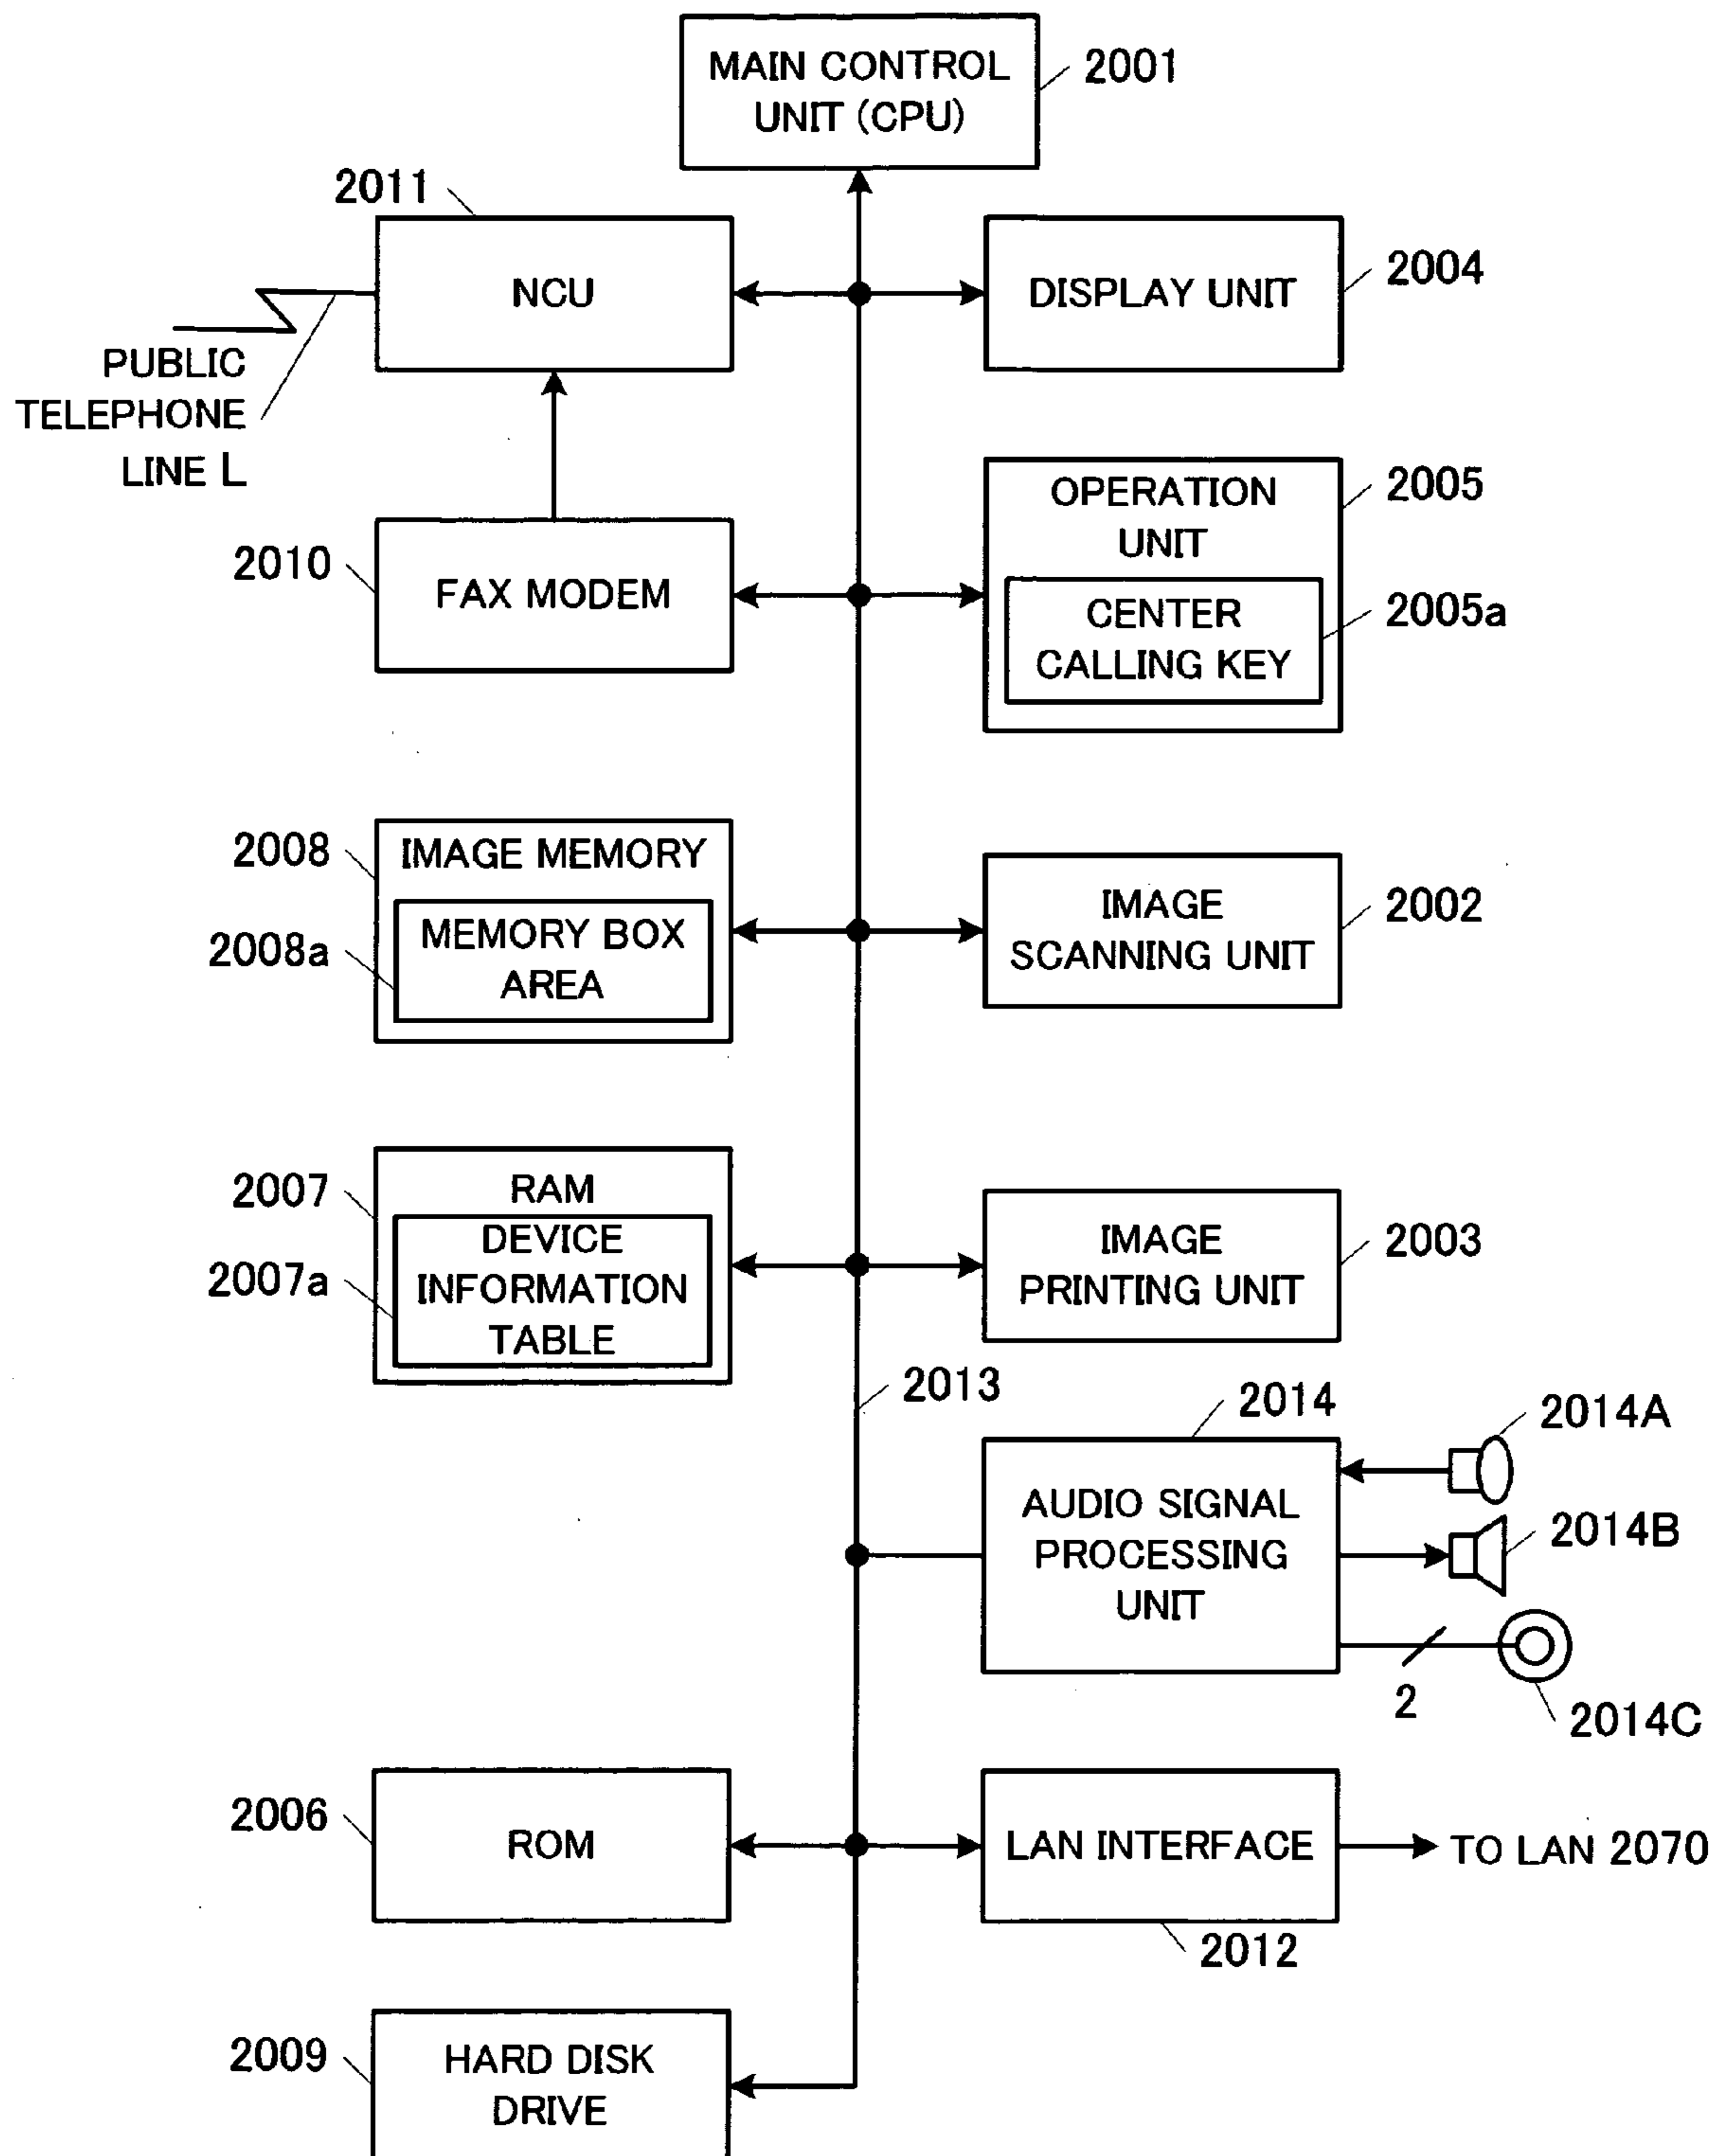 MAIN CONTROL
UNIT (CPU)
2001
2011
NCU
DISPLAY UNIT
2004
PUBLIC
TELEPHONE
LINE L
2010
FAX MODEM
OPERATION
UNIT
2005
CENTER
CALLING KEY
2005a
2008
IMAGE MEMORY
2008a
MEMORY BOX
AREA
IMAGE
SCANNING UNIT
2002
2007
RAM
2007a
DEVICE
INFORMATION
TABLE
IMAGE
PRINTING UNIT
2003
2013
2014
AUDIO SIGNAL
PROCESSING
UNIT
2014A
2014B
2
2014C
2006
ROM
LAN INTERFACE
TO LAN 2070
2012
2009
HARD DISK
DRIVE